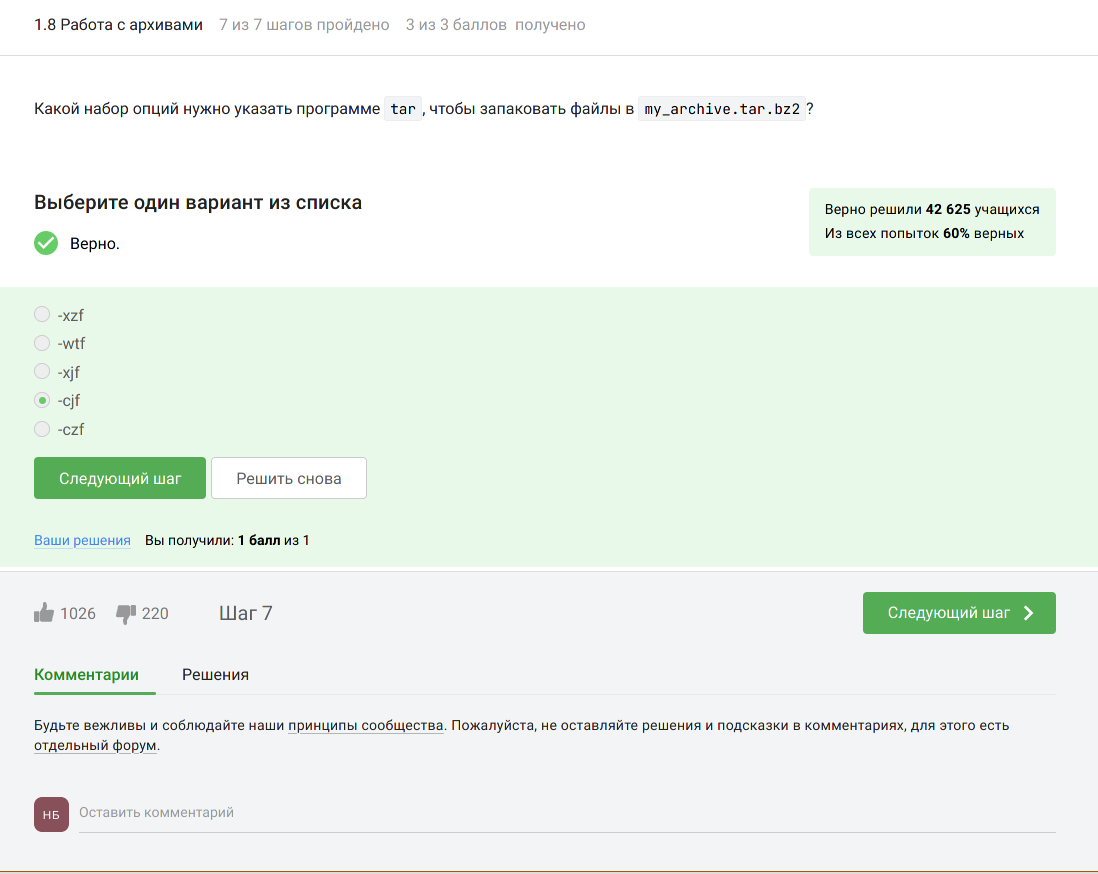 1.8 Работа с архивами 7 из 7 шагов пройдено 3 из 3 баллов получено
Какой набор опций нужно указать программе tar, чтобы запаковать файлы в my_archive.tar.bz2?
Выберите один вариант из списка
Верно.
Верно решили 42 625 учащихся
Из всех попыток 60% верных
-xzf
-wtf
-xjf
-cjf
-czf
Следующий шаг Решить снова
Ваши решения Вы получили: 1 балл из 1
1026 220 Шаг 7 Следующий шаг
Комментарии Решения
Будьте вежливы и соблюдайте наши принципы сообщества. Пожалуйста, не оставляйте решения и подсказки в комментариях, для этого есть
отдельный форум.
НБ Оставить комментарий